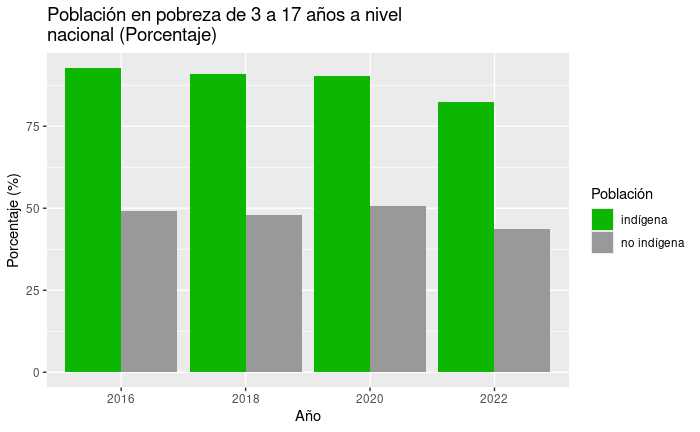 Población en pobreza de 3 a 17 años a nivel
nacional (Porcentaje)
Porcentaje (%)
75
50
25
0
2016
2018
2020
2022
Año
Población
indígena
no indígena